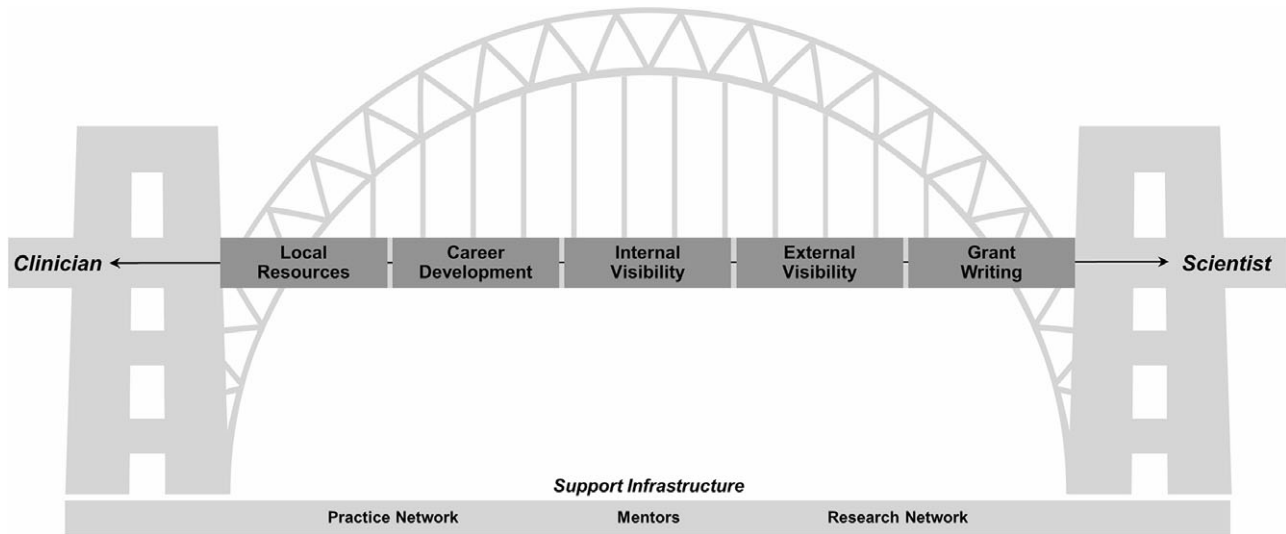 Clinician
Local
Resources
Career
Development
Internal
Visibility
External
Visibility
Grant
Writing
Scientist
Support Infrastructure
Practice Network
Mentors
Research Network